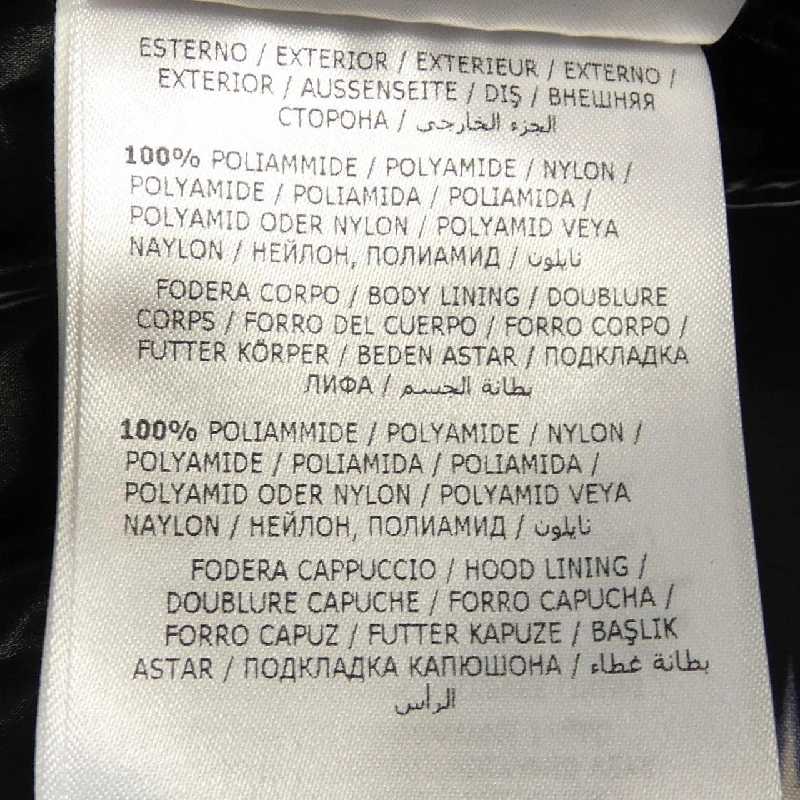 ESTERNO / EXTERIOR / EXTERIEUR / EXTERNO /
EXTERIOR / AUSSENSEITE / DIŞ / ВНЕШНЯЯ
СТОРОНА / الجزء الخارجى
100% POLIAMMIDE / POLYAMIDE / NYLON /
POLYAMIDE / POLIAMIDA / POLIAMIDA /
POLYAMID ODER NYLON / POLYAMID VEYA
NAYLON / НЕЙЛОН, ПОЛИАМИД / نايلون
FODERA CORPO / BODY LINING / DOUBLURE
CORPS / FORRO DEL CUERPO / FORRO CORPO /
FUTTER KÖRPER / BEDEN ASTAR / ПОДКЛАДКА
ЛИФА / بطانة الجسم
100% POLIAMMIDE / POLYAMIDE / NYLON /
POLYAMIDE / POLIAMIDA / POLIAMIDA /
POLYAMID ODER NYLON / POLYAMID VEYA
NAYLON / НЕЙЛОН, ПОЛИАМИД / نايلون
FODERA CAPPUCCIO / HOOD LINING /
DOUBLURE CAPUCHE / FORRO CAPUCHA /
FORRO CAPUZ / FUTTER KAPUZE / BAŞLIK
ASTAR / ПОДКЛАДКА КАПЮШОНА / بطانة غطاء
الرأس